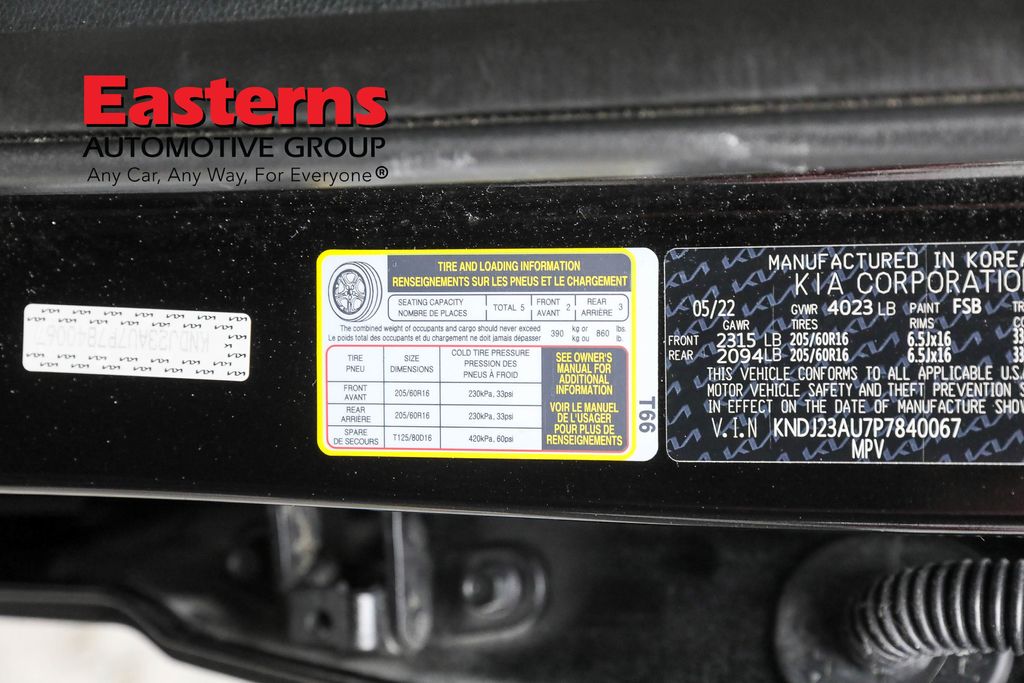 Easterns
AUTOMOTIVE GROUP
Any Car, Any Way, For Everyone®
KNDJ23AU7P7840067
TIRE AND LOADING INFORMATION
RENSEIGNEMENTS SUR LES PNEUS ET LE CHARGEMENT
SEATING CAPACITY
NOMBRE DE PLACES
TOTAL 5
FRONT
AVANT 2
REAR
ARRIÈRE 3
The combined weight of occupants and cargo should never exceed
Le poids total des occupants et du chargement ne doit jamais dépasser
390 kg or
kg ou
860 lbs.
lb.
TIRE
PNEU
SIZE
DIMENSIONS
COLD TIRE PRESSURE
PRESSION DES
PNEUS À FROID
FRONT
AVANT
205/60R16
230kPa, 33psi
REAR
ARRIÈRE
205/60R16
230kPa, 33psi
SPARE
DE SECOURS
T125/80D16
420kPa, 60psi
SEE OWNER'S
MANUAL FOR
ADDITIONAL
INFORMATION
VOIR LE MANUEL
DE L'USAGER
POUR PLUS DE
RENSEIGNEMENTS
T66
MANUFACTURED IN KOREA
KIA CORPORATIO
05/22 GVWR 4023 LB PAINT FSB
GAWR TIRES RIMS
FRONT 2315 LB 205/60R16 6.5Jx16 33
REAR 2094 LB 205/60R16 6.5Jx16 33
THIS VEHICLE CONFORMS TO ALL APPLICABLE U.S.A
MOTOR VEHICLE SAFETY AND THEFT PREVENTION S
IN EFFECT ON THE DATE OF MANUFACTURE SHOW
V.I.N KNDJ23AU7P7840067
MPV